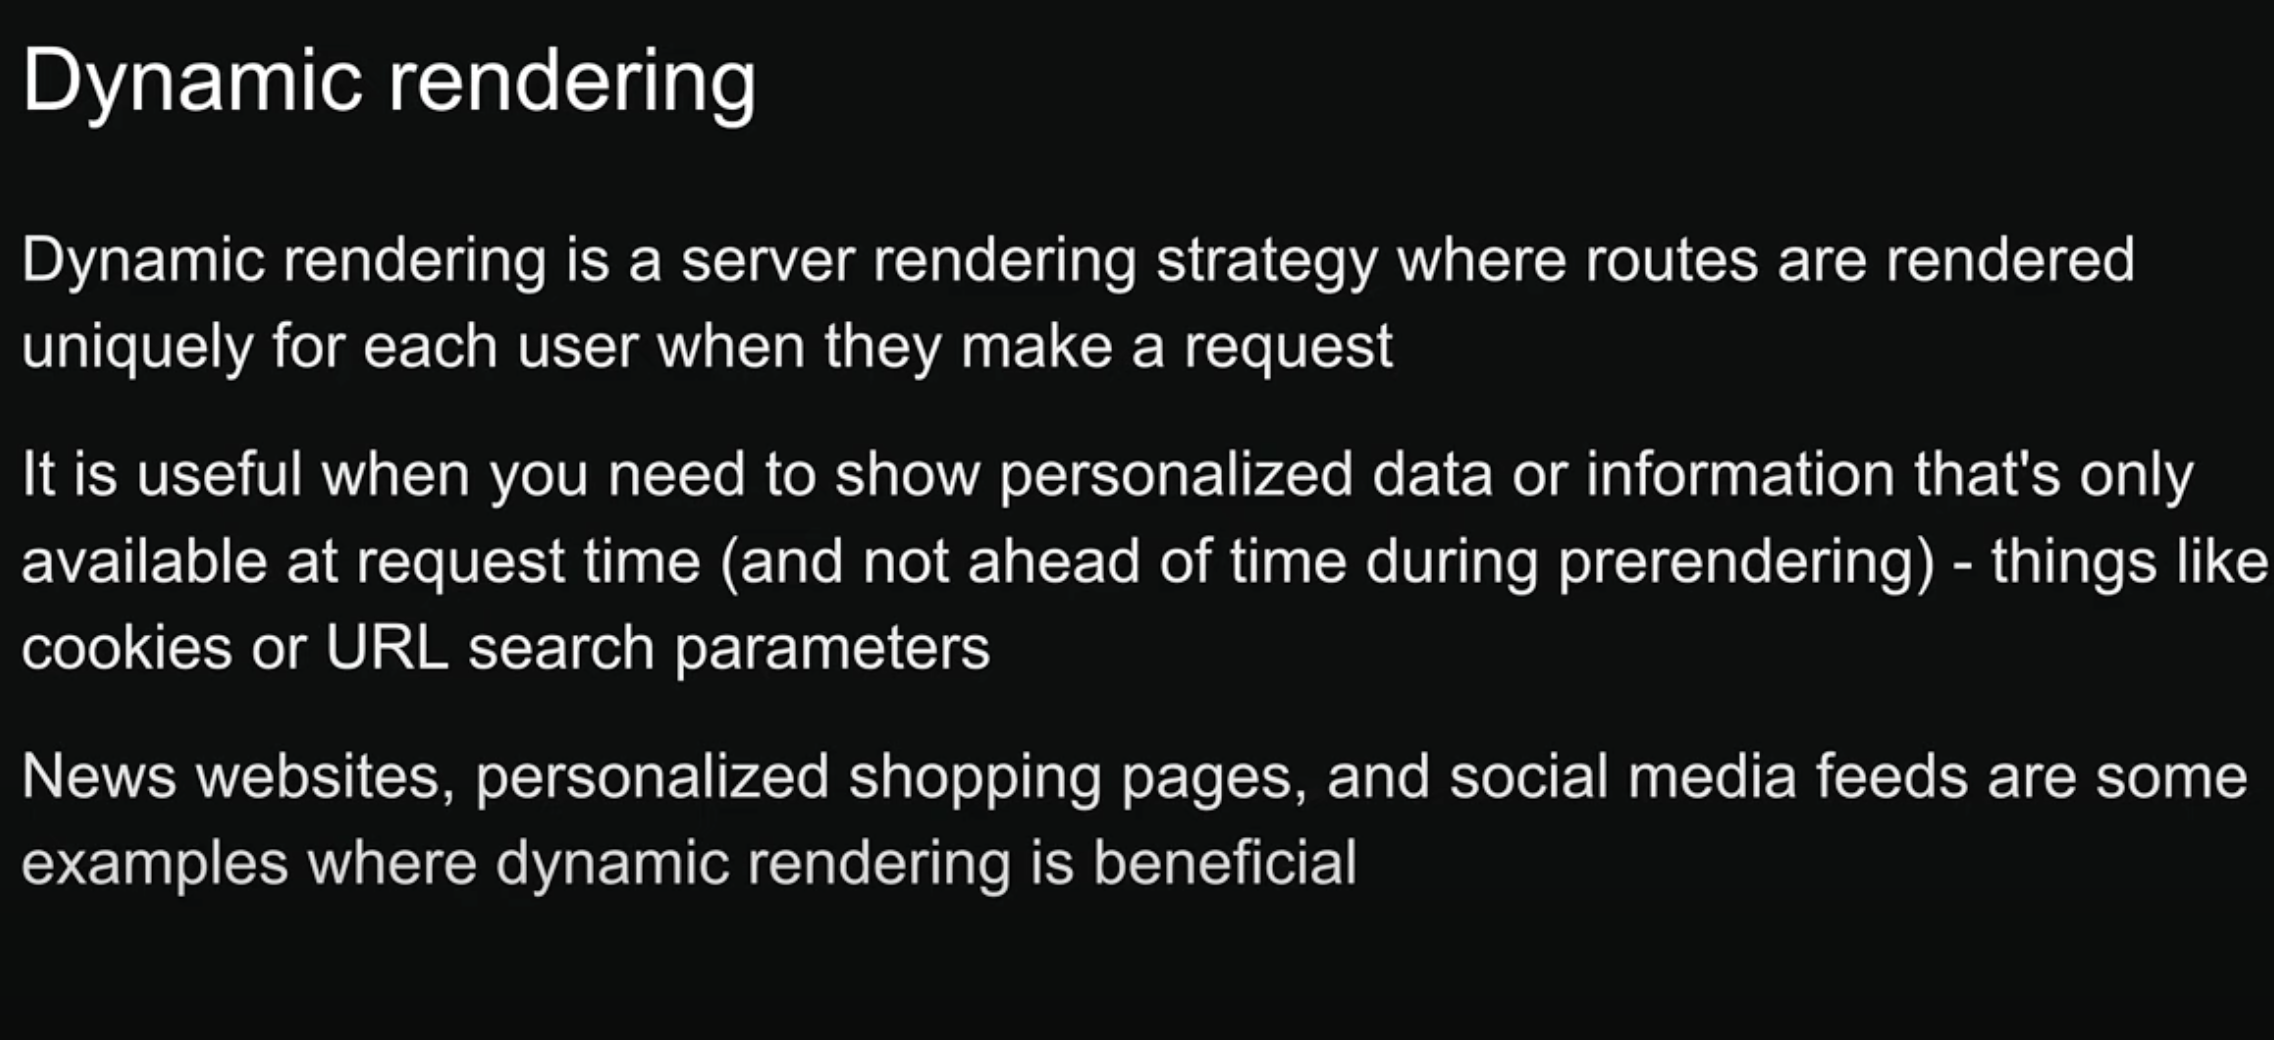 Dynamic rendering
Dynamic rendering is a server rendering strategy where routes are rendered
uniquely for each user when they make a request
It is useful when you need to show personalized data or information that's only
available at request time (and not ahead of time during prerendering) - things like
cookies or URL search parameters
News websites, personalized shopping pages, and social media feeds are some
examples where dynamic rendering is beneficial